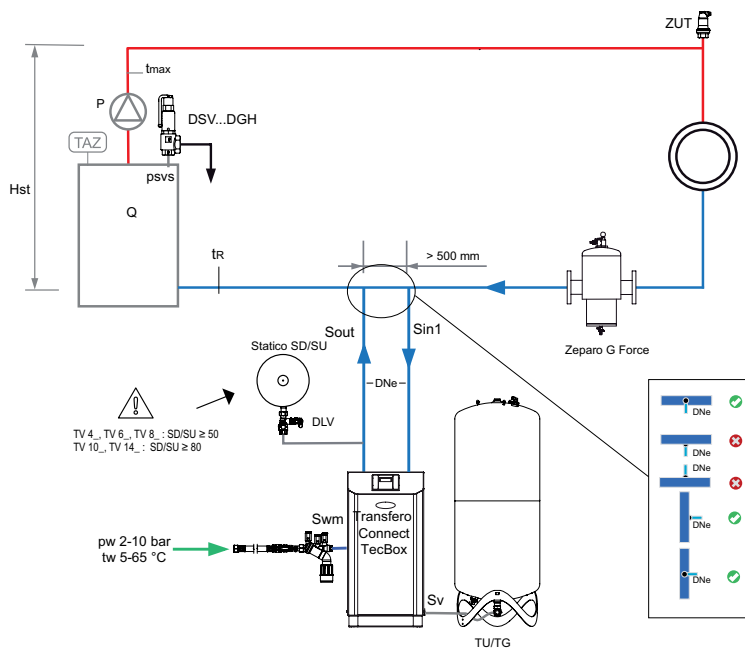 ZUT
tmax
P
DSV...DGH
TAZ
psvs
Hst
Q
tR
> 500 mm
Sout
Sin1
Zeparo G Force
Statico SD/SU
DNe
DLV
TV 4_, TV 6_, TV 8_ : SD/SU ≥ 50
TV 10_, TV 14_ : SD/SU ≥ 80
DNe
DNe
DNe
DNe
DNe
Swm
Transfero
Connect
TecBox
pw 2-10 bar
tw 5-65 °C
Sv
TU/TG